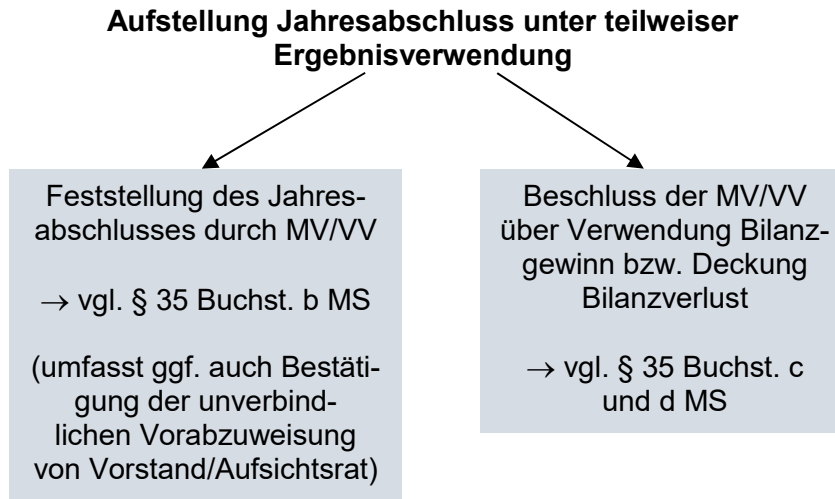 Aufstellung Jahresabschluss unter teilweiser
Ergebnisverwendung
Feststellung des Jahres-
abschlusses durch MV/VV
→ vgl. § 35 Buchst. b MS
(umfasst ggf. auch Bestäti-
gung der unverbind-
lichen Vorabzuweisung
von Vorstand/Aufsichtsrat)
Beschluss der MV/VV
über Verwendung Bilanz-
gewinn bzw. Deckung
Bilanzverlust
→ vgl. § 35 Buchst. c
und d MS